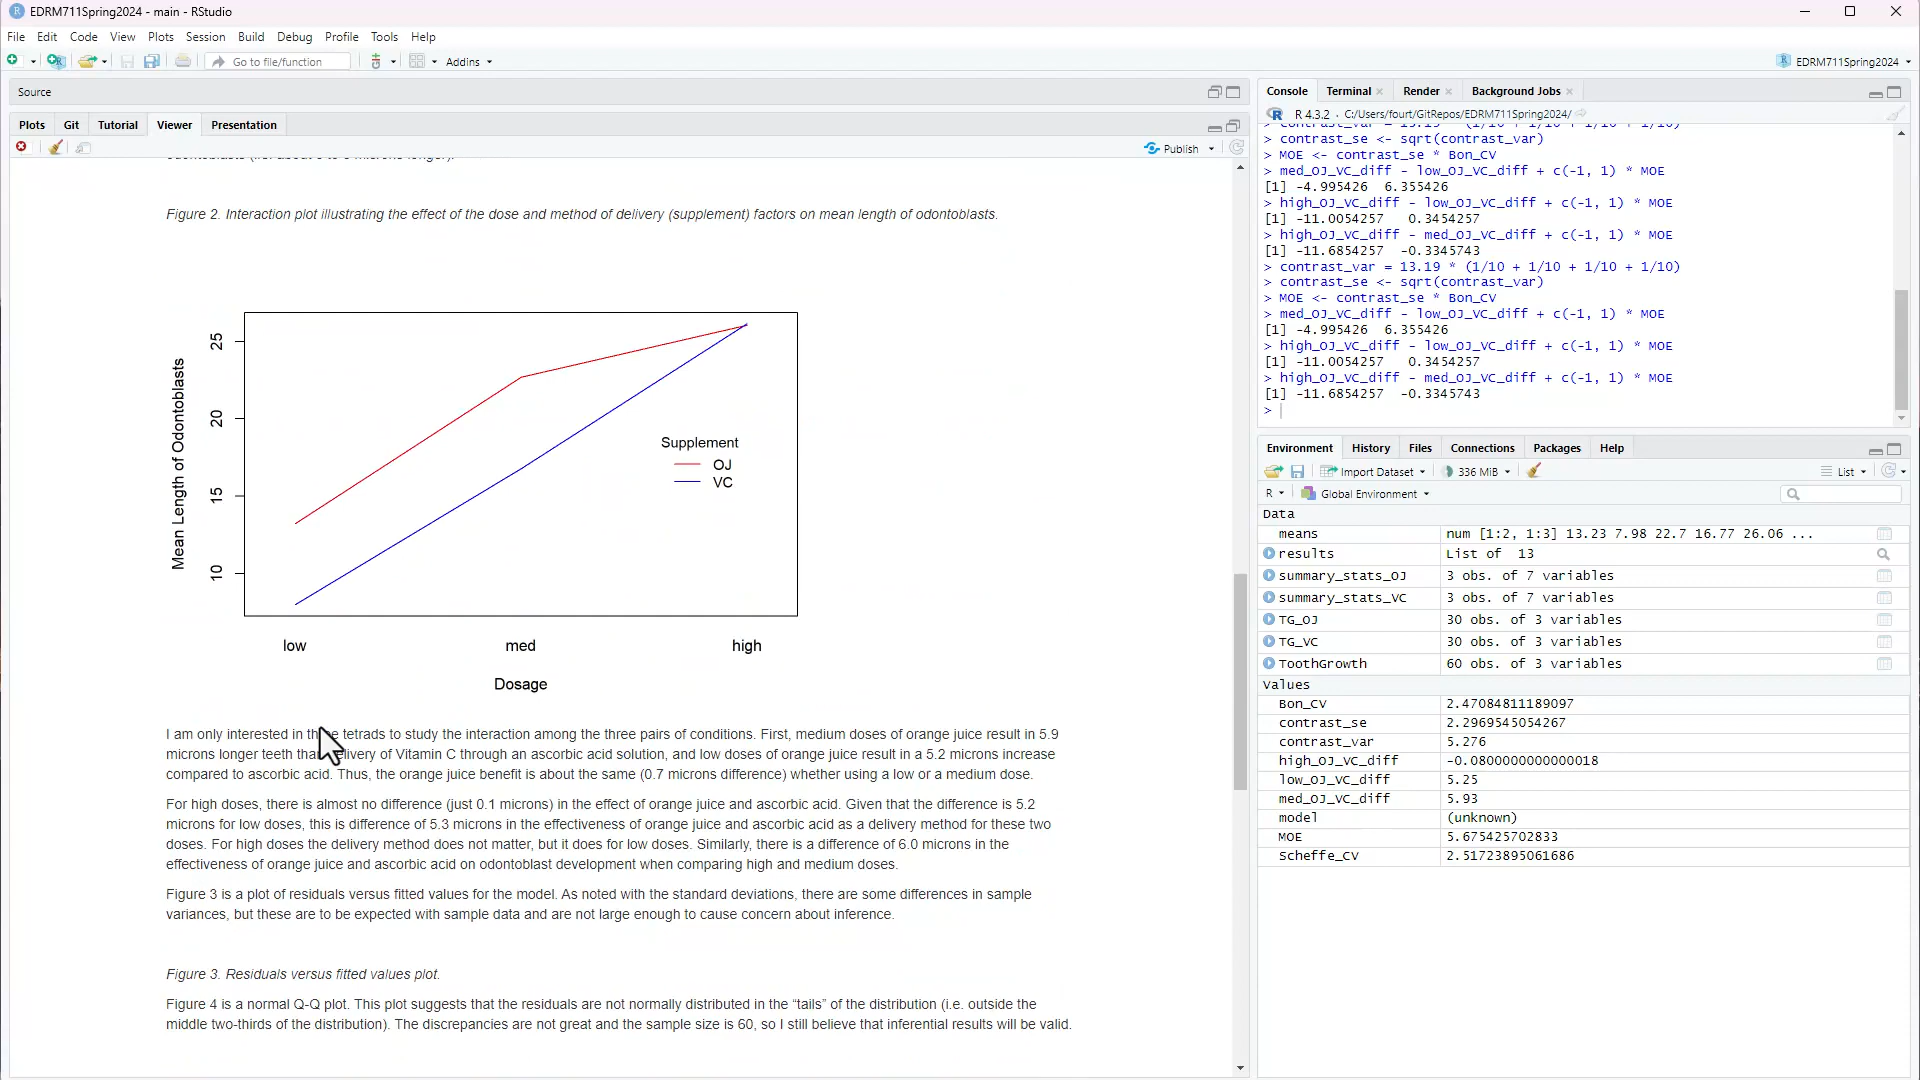 EDRM711Spring2024 - main - RStudio
File Edit Code View Plots Session Build Debug Profile Tools Help
Go to file/function
Addins
EDRM711Spring2024
Source
Plots Git Tutorial Viewer Presentation
Publish
Figure 2. Interaction plot illustrating the effect of the dose and method of delivery (supplement) factors on mean length of odontoblasts.
Mean Length of Odontoblasts
25
20
15
10
Supplement
OJ
VC
low med high
Dosage
I am only interested in three tetrads to study the interaction among the three pairs of conditions. First, medium doses of orange juice result in 5.9
microns longer teeth than delivery of Vitamin C through an ascorbic acid solution, and low doses of orange juice result in a 5.2 microns increase
compared to ascorbic acid. Thus, the orange juice benefit is about the same (0.7 microns difference) whether using a low or a medium dose.
For high doses, there is almost no difference (just 0.1 microns) in the effect of orange juice and ascorbic acid. Given that the difference is 5.2
microns for low doses, this is difference of 5.3 microns in the effectiveness of orange juice and ascorbic acid as a delivery method for these two
doses. For high doses the delivery method does not matter, but it does for low doses. Similarly, there is a difference of 6.0 microns in the
effectiveness of orange juice and ascorbic acid on odontoblast development when comparing high and medium doses.
Figure 3 is a plot of residuals versus fitted values for the model. As noted with the standard deviations, there are some differences in sample
variances, but these are to be expected with sample data and are not large enough to cause concern about inference.
Figure 3. Residuals versus fitted values plot.
Figure 4 is a normal Q-Q plot. This plot suggests that the residuals are not normally distributed in the “tails” of the distribution (i.e. outside the
middle two-thirds of the distribution). The discrepancies are not great and the sample size is 60, so I still believe that inferential results will be valid.
Console Terminal Render Background Jobs
R 4.3.2 · C:/Users/fourt/GitRepos/EDRM711Spring2024/
> contrast_var = 13.19 * (1/10 + 1/10 + 1/10 + 1/10)
> contrast_se <- sqrt(contrast_var)
> MOE <- contrast_se * Bon_CV
> med_OJ_VC_diff - low_OJ_VC_diff + c(-1, 1) * MOE
[1] -4.995426  6.355426
> high_OJ_VC_diff - low_OJ_VC_diff + c(-1, 1) * MOE
[1] -11.0054257   0.3454257
> high_OJ_VC_diff - med_OJ_VC_diff + c(-1, 1) * MOE
[1] -11.6854257  -0.3345743
> contrast_var = 13.19 * (1/10 + 1/10 + 1/10 + 1/10)
> contrast_se <- sqrt(contrast_var)
> MOE <- contrast_se * Bon_CV
> med_OJ_VC_diff - low_OJ_VC_diff + c(-1, 1) * MOE
[1] -4.995426  6.355426
> high_OJ_VC_diff - low_OJ_VC_diff + c(-1, 1) * MOE
[1] -11.0054257   0.3454257
> high_OJ_VC_diff - med_OJ_VC_diff + c(-1, 1) * MOE
[1] -11.6854257  -0.3345743
>
Environment History Files Connections Packages Help
Import Dataset 336 MiB List
R Global Environment
Data
means num [1:2, 1:3] 13.23 7.98 22.7 16.77 26.06 ...
results List of  13
summary_stats_OJ 3 obs. of 7 variables
summary_stats_VC 3 obs. of 7 variables
TG_OJ 30 obs. of 3 variables
TG_VC 30 obs. of 3 variables
ToothGrowth 60 obs. of 3 variables
Values
Bon_CV 2.47084811189097
contrast_se 2.2969545054267
contrast_var 5.276
high_OJ_VC_diff -0.0800000000000018
low_OJ_VC_diff 5.25
med_OJ_VC_diff 5.93
model (unknown)
MOE 5.675425702833
Scheffe_CV 2.51723895061686